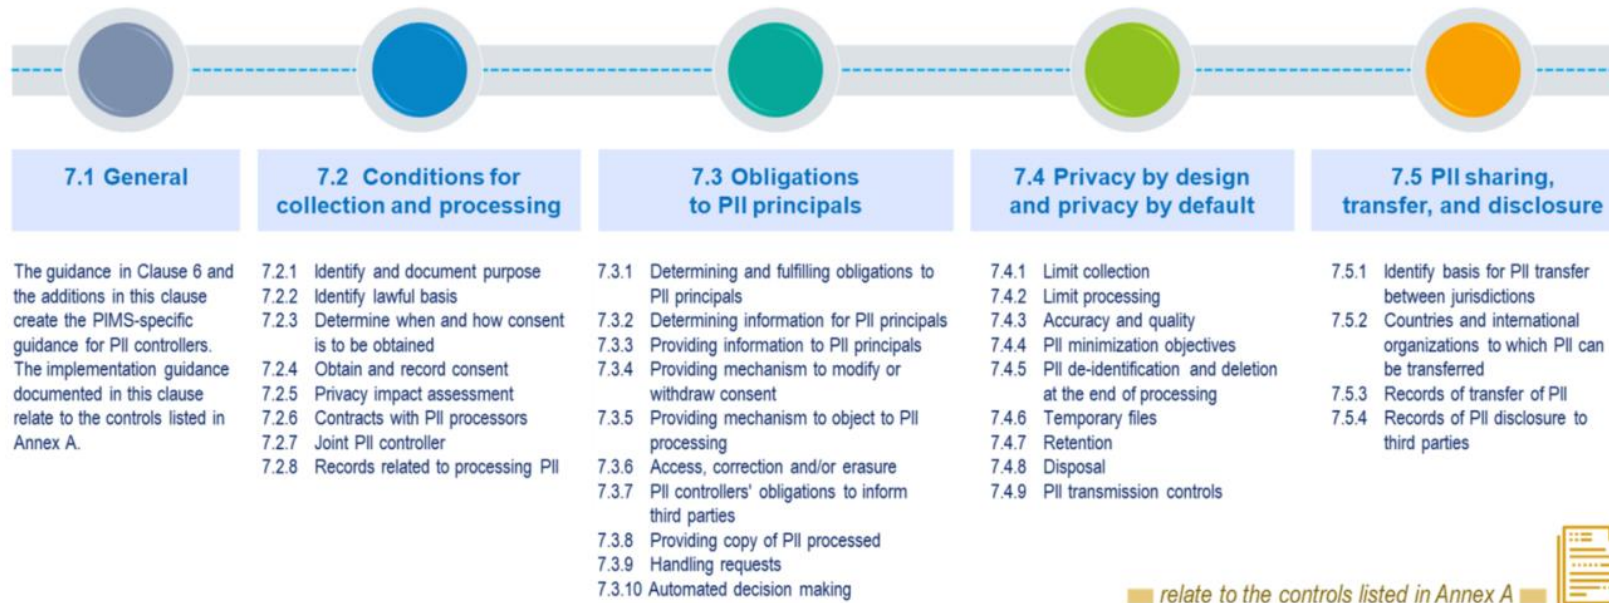 7.1 General
The guidance in Clause 6 and
the additions in this clause
create the PIMS-specific
guidance for PII controllers.
The implementation guidance
documented in this clause
relate to the controls listed in
Annex A.
7.2 Conditions for
collection and processing
7.2.1 Identify and document purpose
7.2.2 Identify lawful basis
7.2.3 Determine when and how consent
is to be obtained
7.2.4 Obtain and record consent
7.2.5 Privacy impact assessment
7.2.6 Contracts with PII processors
7.2.7 Joint PII controller
7.2.8 Records related to processing PII
7.3 Obligations
to PII principals
7.3.1 Determining and fulfilling obligations to
PII principals
7.3.2 Determining information for PII principals
7.3.3 Providing information to PII principals
7.3.4 Providing mechanism to modify or
withdraw consent
7.3.5 Providing mechanism to object to PII
processing
7.3.6 Access, correction and/or erasure
7.3.7 PII controllers' obligations to inform
third parties
7.3.8 Providing copy of PII processed
7.3.9 Handling requests
7.3.10 Automated decision making
7.4 Privacy by design
and privacy by default
7.4.1 Limit collection
7.4.2 Limit processing
7.4.3 Accuracy and quality
7.4.4 PII minimization objectives
7.4.5 PII de-identification and deletion
at the end of processing
7.4.6 Temporary files
7.4.7 Retention
7.4.8 Disposal
7.4.9 PII transmission controls
7.5 PII sharing,
transfer, and disclosure
7.5.1 Identify basis for PII transfer
between jurisdictions
7.5.2 Countries and international
organizations to which PII can
be transferred
7.5.3 Records of transfer of PII
7.5.4 Records of PII disclosure to
third parties
relate to the controls listed in Annex A